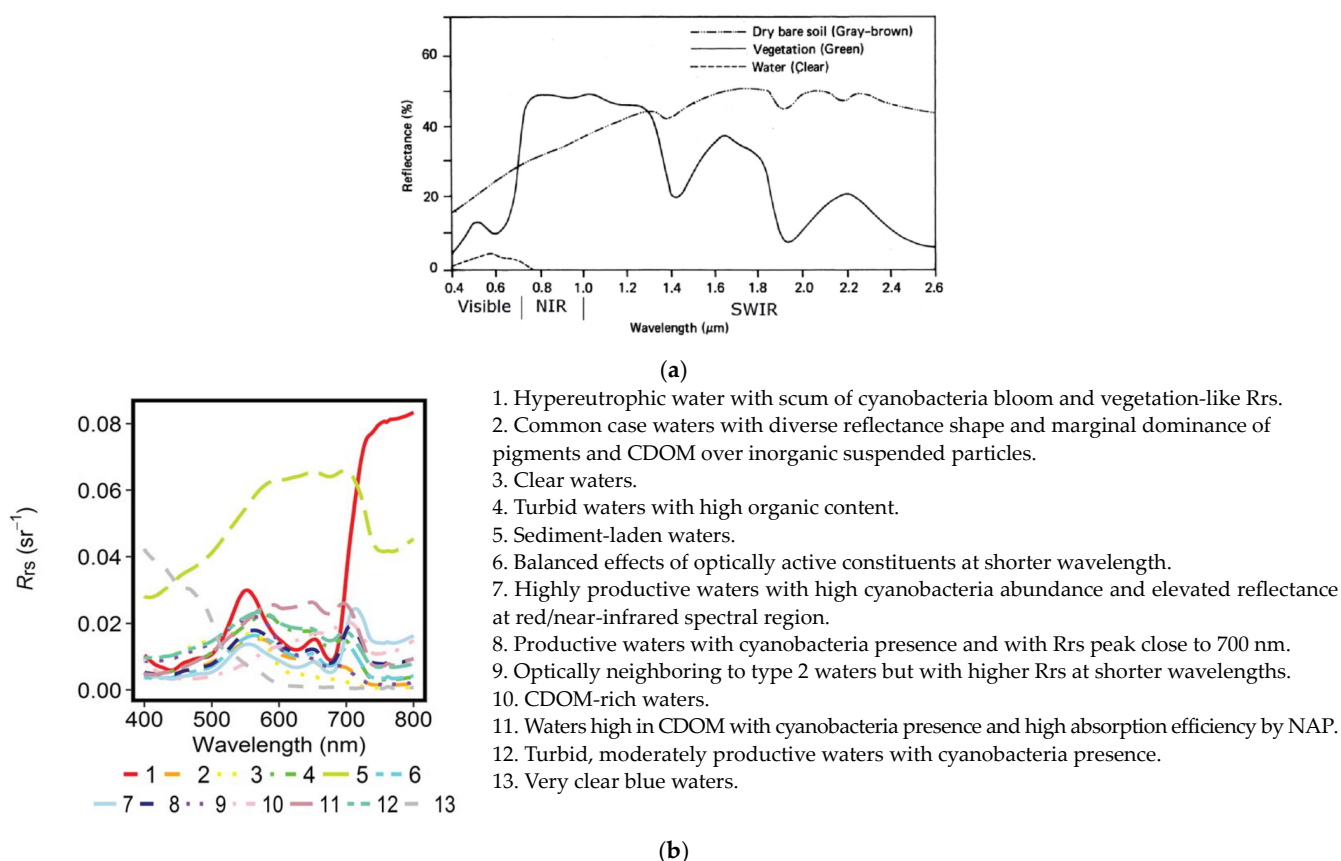 Dry bare soil (Gray-brown)
Vegetation (Green)
Water (Clear)
60
40
20
0
Reflectance (%)
0.4 0.6 0.8 1.0 1.2 1.4 1.6 1.8 2.0 2.2 2.4 2.6
Visible | NIR | SWIR
Wavelength (μm)
(a)
0.08
0.06
0.04
0.02
0.00
Rrs (sr⁻¹)
400 500 600 700 800
Wavelength (nm)
1 2 3 4 5 6
7 8 9 10 11 12 13
1. Hypereutrophic water with scum of cyanobacteria bloom and vegetation-like Rrs.
2. Common case waters with diverse reflectance shape and marginal dominance of
pigments and CDOM over inorganic suspended particles.
3. Clear waters.
4. Turbid waters with high organic content.
5. Sediment-laden waters.
6. Balanced effects of optically active constituents at shorter wavelength.
7. Highly productive waters with high cyanobacteria abundance and elevated reflectance
at red/near-infrared spectral region.
8. Productive waters with cyanobacteria presence and with Rrs peak close to 700 nm.
9. Optically neighboring to type 2 waters but with higher Rrs at shorter wavelengths.
10. CDOM-rich waters.
11. Waters high in CDOM with cyanobacteria presence and high absorption efficiency by NAP.
12. Turbid, moderately productive waters with cyanobacteria presence.
13. Very clear blue waters.
(b)